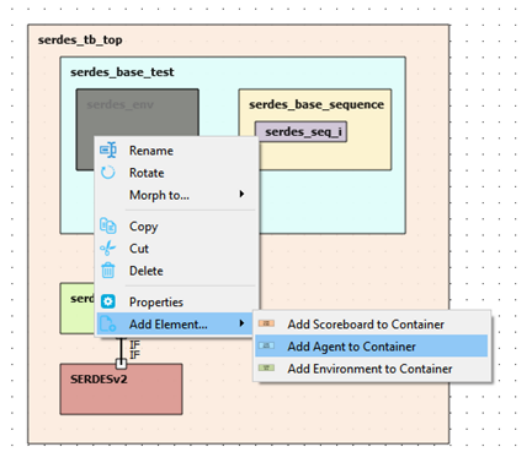 serdes_tb_top
serdes_base_test
serdes_env
serdes_base_sequence
serdes_seq_i
Rename
Rotate
Morph to...
Copy
Cut
Delete
Properties
Add Element...
serd
Add Scoreboard to Container
Add Agent to Container
Add Environment to Container
IF
IF
SERDESv2